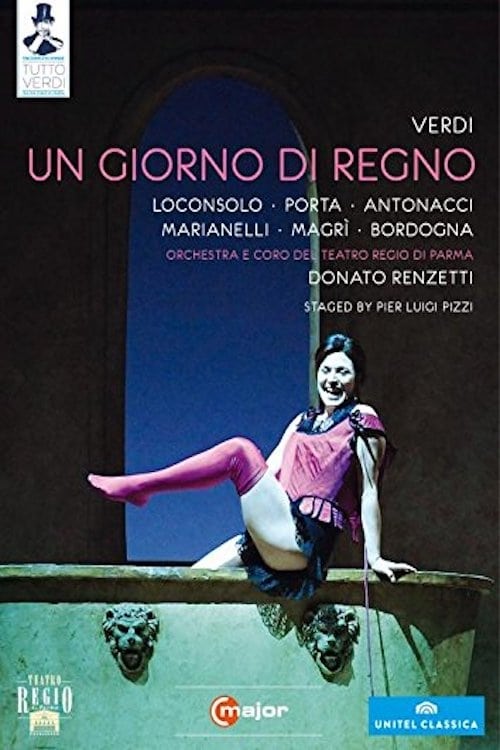 TUTTO
VERDI
VERDI
UN GIORNO DI REGNO
LOCONSOLO · PORTA · ANTONACCI
MARIANELLI · MAGRÌ · BORDOGNA
ORCHESTRA E CORO DEL TEATRO REGIO DI PARMA
DONATO RENZETTI
STAGED BY PIER LUIGI PIZZI
TEATRO
REGIO
C major
UNITEL CLASSICA